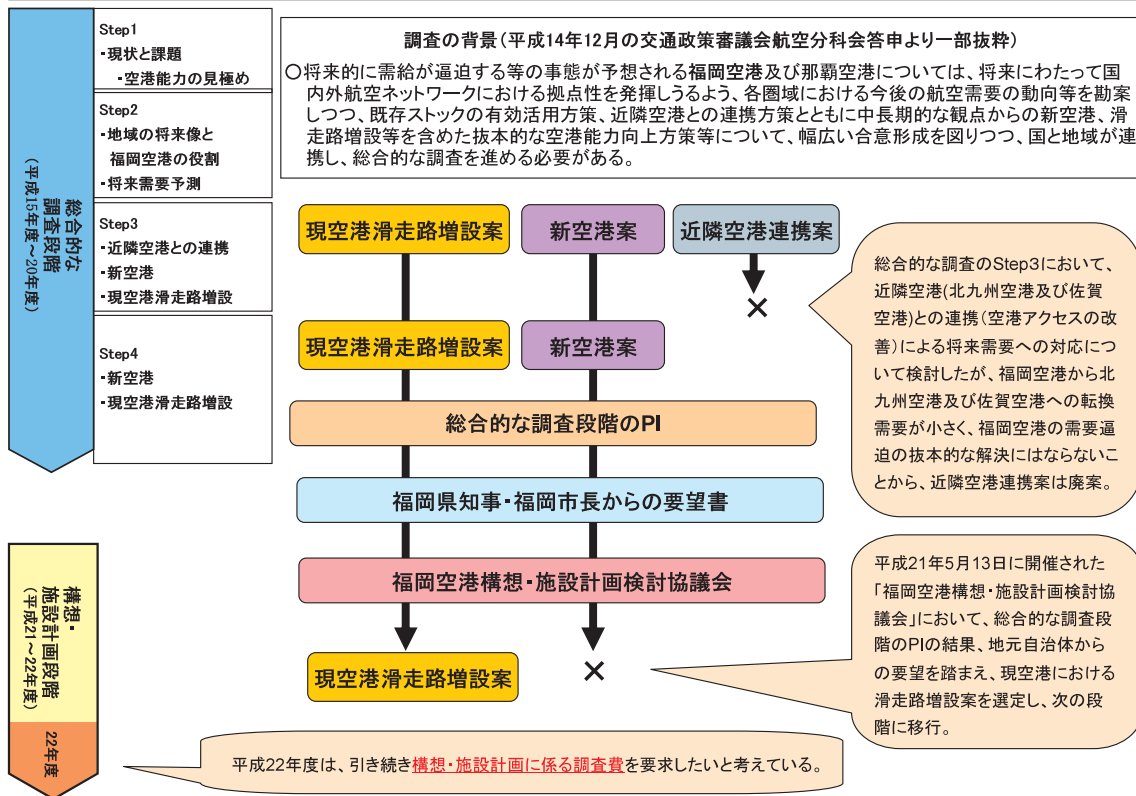 Step1
・現状と課題
・空港能力の見極め
Step2
・地域の将来像と
福岡空港の役割
・将来需要予測
Step3
・近隣空港との連携
・新空港
・現空港滑走路増設
Step4
・新空港
・現空港滑走路増設
総合的な
調査段階
（平成15年度～20年度）
構想・
施設計画段階
（平成21～22年度）
22年度
調査の背景（平成14年12月の交通政策審議会航空分科会答申より一部抜粋）
○将来的に需給が逼迫する等の事態が予想される福岡空港及び那覇空港については、将来にわたって国
内外航空ネットワークにおける拠点性を発揮しうるよう、各圏域における今後の航空需要の動向等を勘案
しつつ、既存ストックの有効活用方策、近隣空港との連携方策とともに中長期的な観点からの新空港、滑
走路増設等を含めた抜本的な空港能力向上方策等について、幅広い合意形成を図りつつ、国と地域が連
携し、総合的な調査を進める必要がある。
現空港滑走路増設案
新空港案
近隣空港連携案
×
現空港滑走路増設案
新空港案
総合的な調査段階のPI
福岡県知事・福岡市長からの要望書
福岡空港構想・施設計画検討協議会
現空港滑走路増設案
×
総合的な調査のStep3において、
近隣空港(北九州空港及び佐賀
空港)との連携（空港アクセスの改
善）による将来需要への対応につ
いて検討したが、福岡空港から北
九州空港及び佐賀空港への転換
需要が小さく、福岡空港の需要逼
迫の抜本的な解決にはならないこ
とから、近隣空港連携案は廃案。
平成21年5月13日に開催された
「福岡空港構想・施設計画検討協
議会」において、総合的な調査段
階のPIの結果、地元自治体から
の要望を踏まえ、現空港における
滑走路増設案を選定し、次の段
階に移行。
平成22年度は、引き続き構想・施設計画に係る調査費を要求したいと考えている。